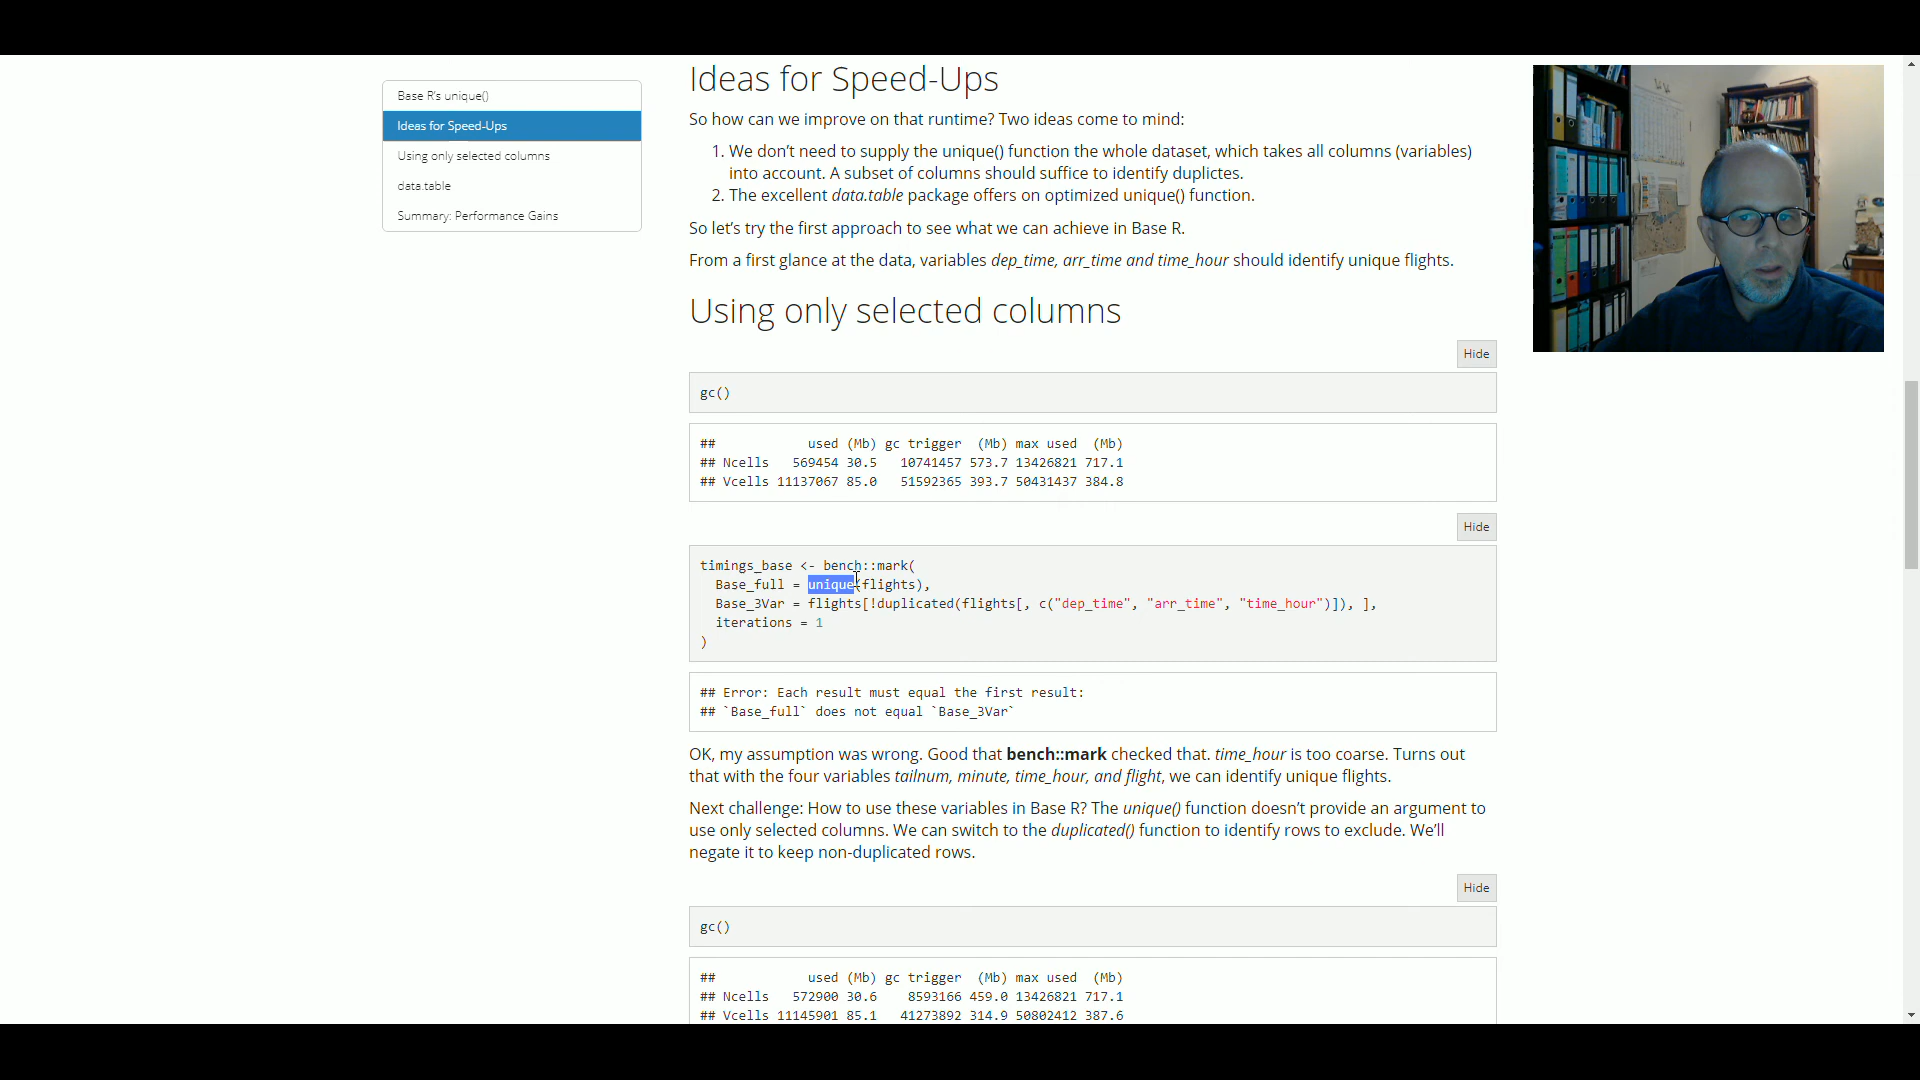 Base R's unique()
Ideas for Speed-Ups
Using only selected columns
data.table
Summary: Performance Gains
Ideas for Speed-Ups
So how can we improve on that runtime? Two ideas come to mind:
1. We don't need to supply the unique() function the whole dataset, which takes all columns (variables)
into account. A subset of columns should suffice to identify duplictes.
2. The excellent data.table package offers on optimized unique() function.
So let's try the first approach to see what we can achieve in Base R.
From a first glance at the data, variables dep_time, arr_time and time_hour should identify unique flights.
Using only selected columns
Hide
gc()
##            used (Mb) gc trigger  (Mb) max used  (Mb)
## Ncells   569454 30.5   10741457 573.7 13426821 717.1
## Vcells 11137067 85.0   51592365 393.7 50431437 384.8
Hide
timings_base <- bench::mark(
  Base_full = unique(flights),
  Base_3Var = flights[!duplicated(flights[, c("dep_time", "arr_time", "time_hour")]), ],
  iterations = 1
)
## Error: Each result must equal the first result:
## `Base_full` does not equal `Base_3Var`
OK, my assumption was wrong. Good that bench::mark checked that. time_hour is too coarse. Turns out
that with the four variables tailnum, minute, time_hour, and flight, we can identify unique flights.
Next challenge: How to use these variables in Base R? The unique() function doesn't provide an argument to
use only selected columns. We can switch to the duplicated() function to identify rows to exclude. We'll
negate it to keep non-duplicated rows.
Hide
gc()
##            used (Mb) gc trigger  (Mb) max used  (Mb)
## Ncells   572900 30.6    8593166 459.0 13426821 717.1
## Vcells 11145901 85.1   41273892 314.9 50802412 387.6